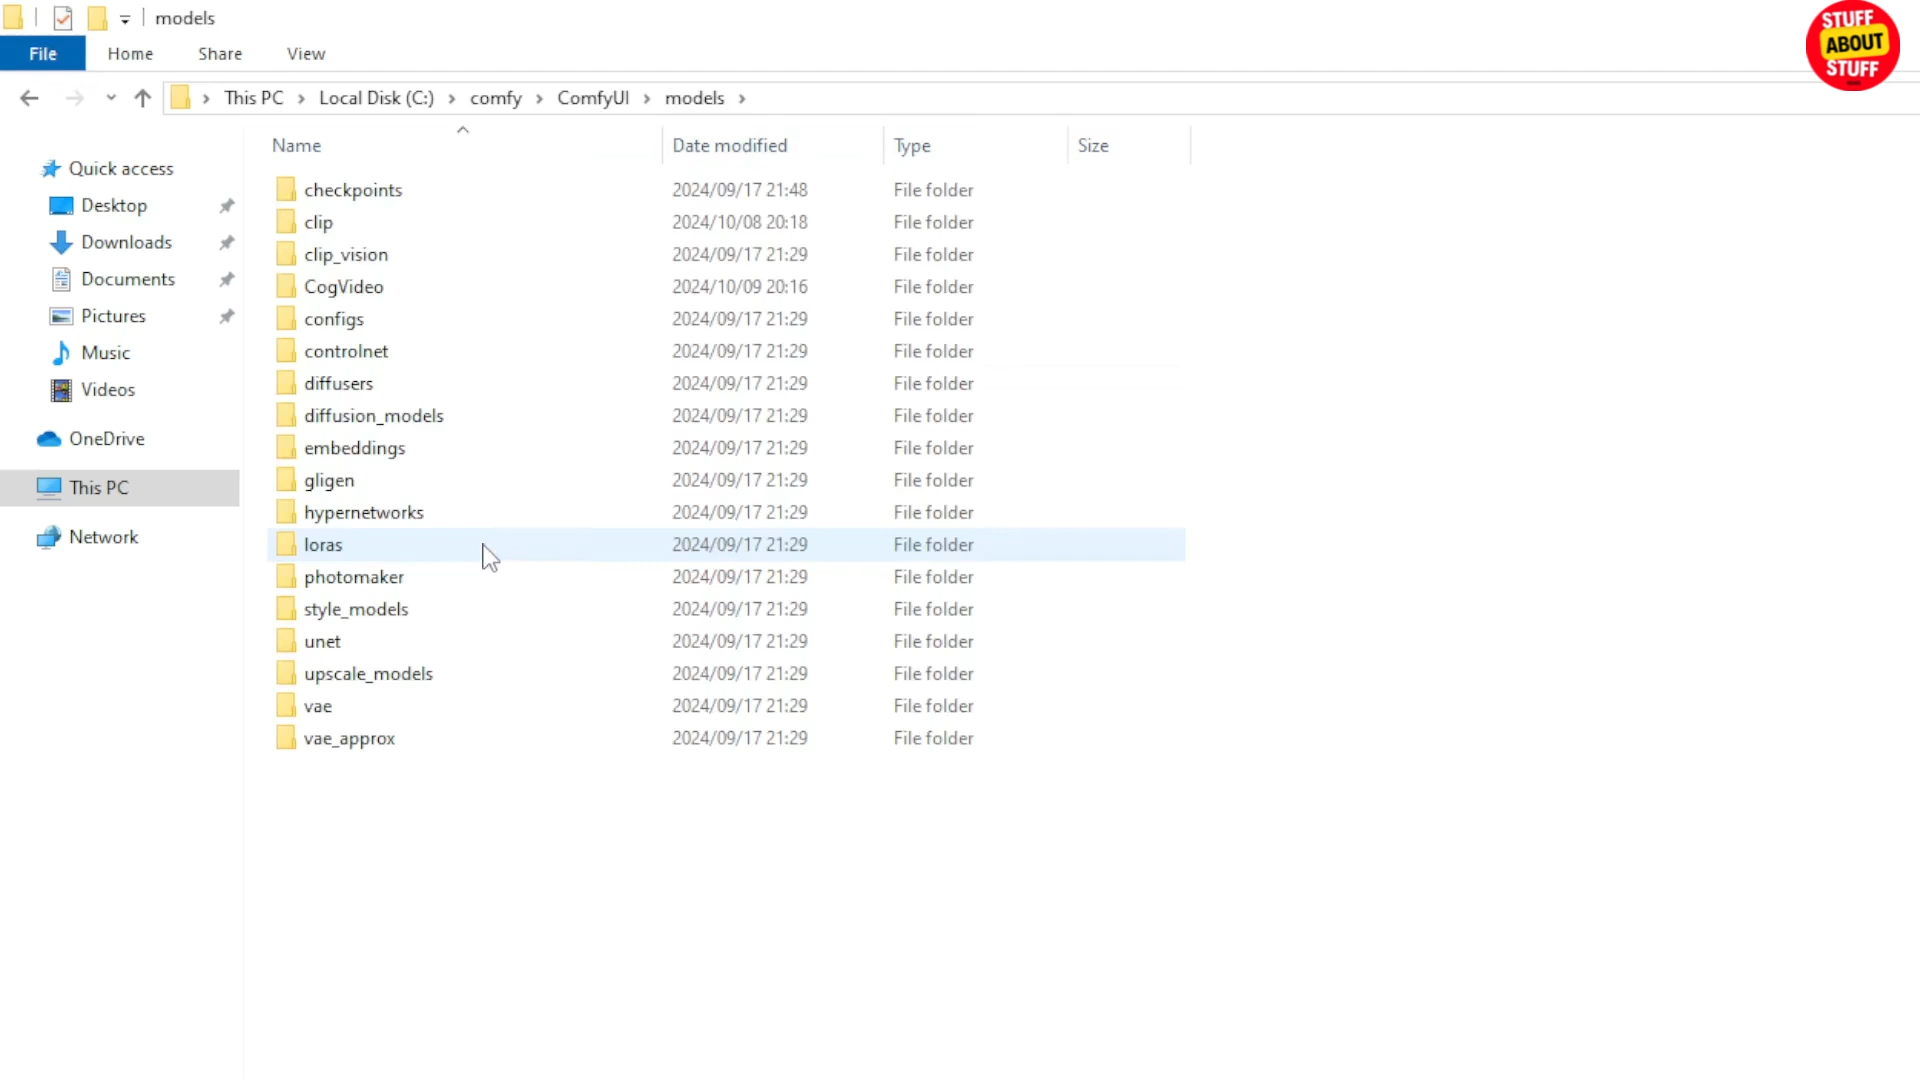 models
File Home Share View
This PC Local Disk (C:) comfy ComfyUI models
Name Date modified Type Size
Quick access
Desktop
Downloads
Documents
Pictures
Music
Videos
OneDrive
This PC
Network
checkpoints 2024/09/17 21:48 File folder
clip 2024/10/08 20:18 File folder
clip_vision 2024/09/17 21:29 File folder
CogVideo 2024/10/09 20:16 File folder
configs 2024/09/17 21:29 File folder
controlnet 2024/09/17 21:29 File folder
diffusers 2024/09/17 21:29 File folder
diffusion_models 2024/09/17 21:29 File folder
embeddings 2024/09/17 21:29 File folder
gligen 2024/09/17 21:29 File folder
hypernetworks 2024/09/17 21:29 File folder
loras 2024/09/17 21:29 File folder
photomaker 2024/09/17 21:29 File folder
style_models 2024/09/17 21:29 File folder
unet 2024/09/17 21:29 File folder
upscale_models 2024/09/17 21:29 File folder
vae 2024/09/17 21:29 File folder
vae_approx 2024/09/17 21:29 File folder
STUFF
ABOUT
STUFF